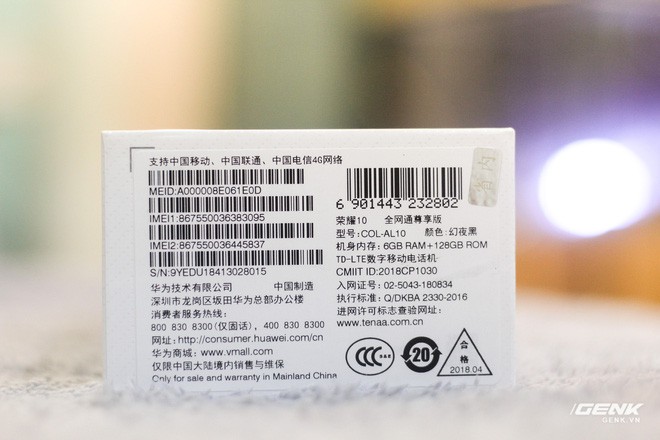 支持中国移动、中国联通、中国电信4G网络
MEID:A000008E061E0D
IMEI1:867550036383095
IMEI2:867550036445837
S/N:9YEDU18413028015
华为技术有限公司 中国制造
深圳市龙岗区坂田华为总部办公楼
消费者服务热线:
800 830 8300(仅固话), 400 830 8300
网址: http://consumer.huawei.com/cn
华为商城: www.vmall.com
仅限中国大陆境内销售与维保
Only for sale and warranty in Mainland China
6 901443 232802
荣耀10 全网通尊享版
型号: COL-AL10 颜色: 幻夜黑
机身内存: 6GB RAM+128GB ROM
TD-LTE数字移动电话机
CMIIT ID:2018CP1030
入网证号: 02-5043-180834
执行标准: Q/DKBA 2330-2016
进网许可标志查验网址:
www.tenaa.com.cn
CCC S&E
20
合格
2018.04
GENK
GENK.VN